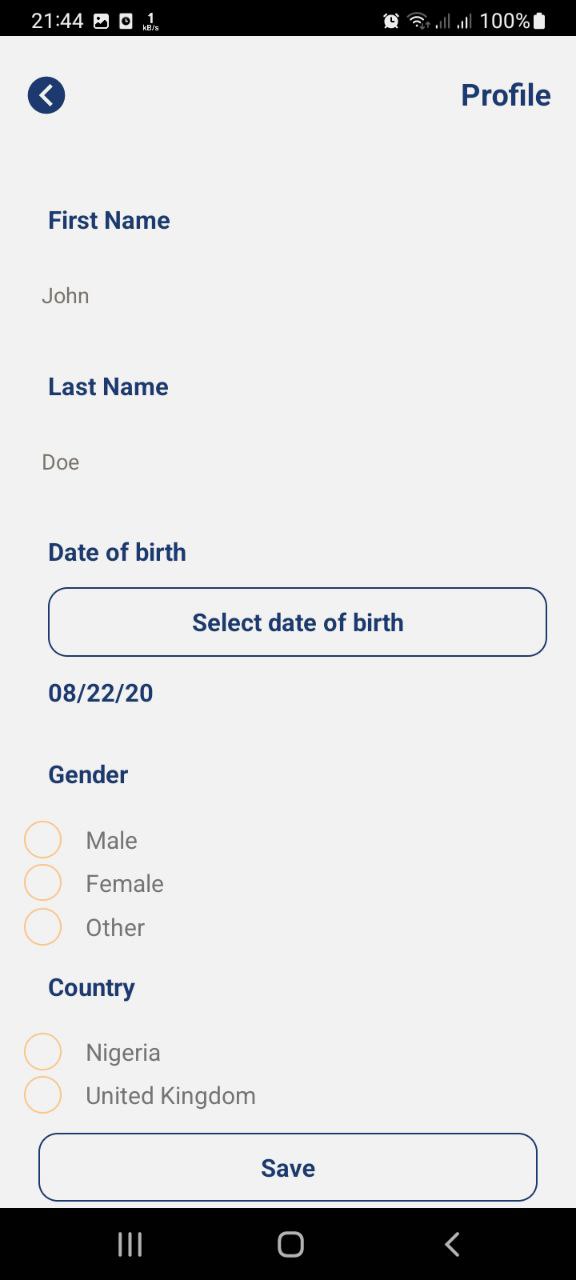 21:44 1 kB/s 100%
Profile
First Name
John
Last Name
Doe
Date of birth
Select date of birth
08/22/20
Gender
Male
Female
Other
Country
Nigeria
United Kingdom
Save